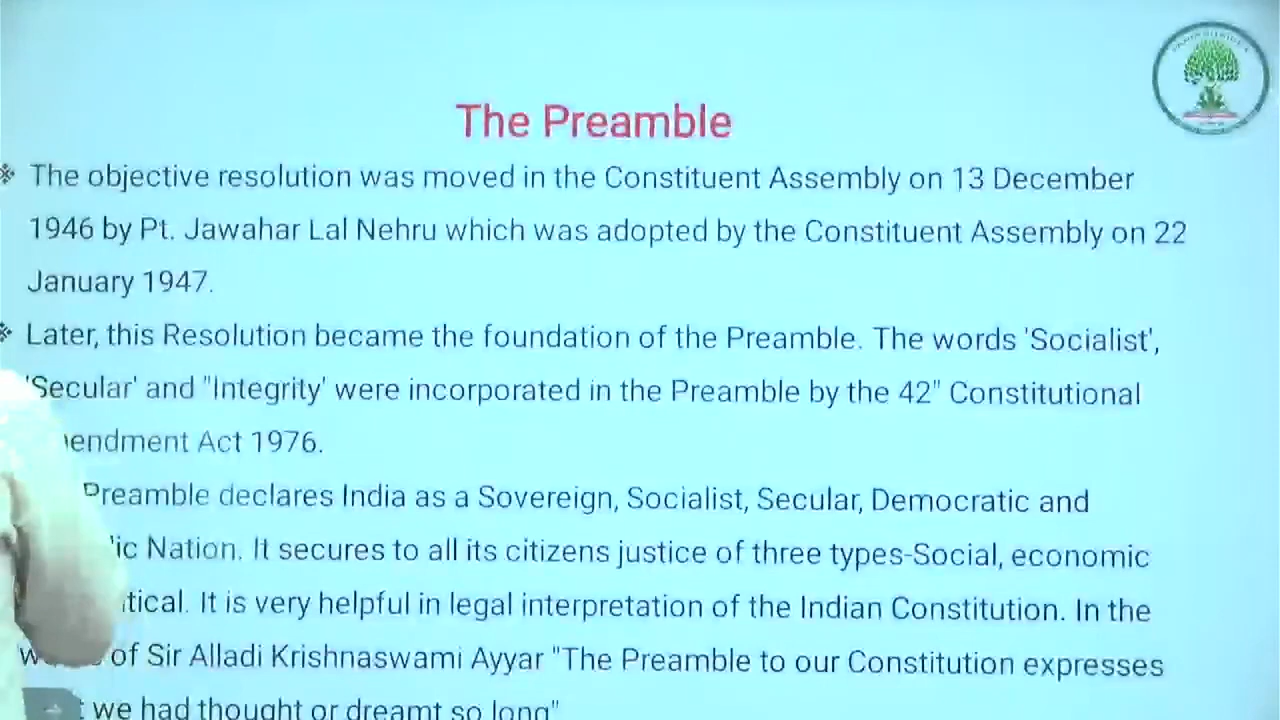 The Preamble
The objective resolution was moved in the Constituent Assembly on 13 December
1946 by Pt. Jawahar Lal Nehru which was adopted by the Constituent Assembly on 22
January 1947.
Later, this Resolution became the foundation of the Preamble. The words 'Socialist',
'Secular' and "Integrity' were incorporated in the Preamble by the 42" Constitutional
Act 1976.
Preamble declares India as a Sovereign, Socialist, Secular, Democratic and
Nation. It secures to all its citizens justice of three types-Social, economic
It is very helpful in legal interpretation of the Indian Constitution. In the
of Sir Alladi Krishnaswami Ayyar "The Preamble to our Constitution expresses
we had thought or dreamt so long"